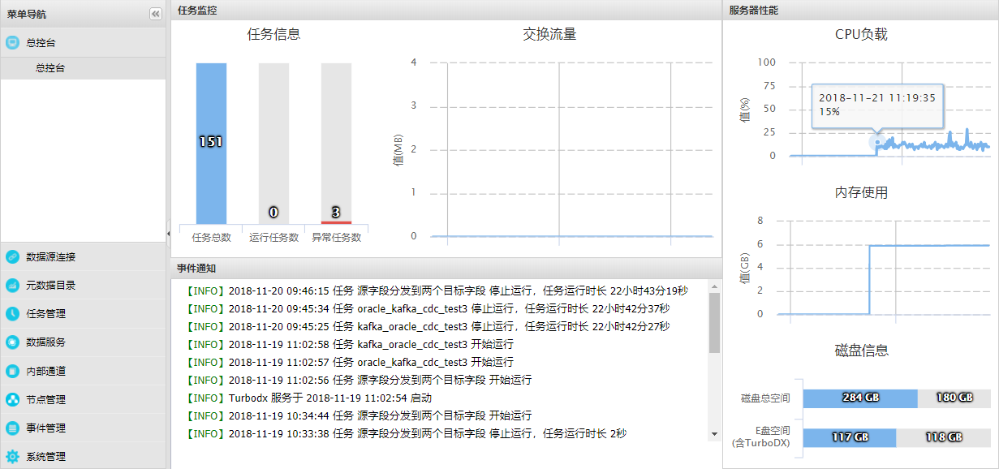 菜单导航
总控台
总控台
数据源连接
元数据目录
任务管理
数据服务
内部通道
节点管理
事件管理
系统管理
任务监控
任务信息
151
0
3
任务总数
运行任务数
异常任务数
交换流量
值(MB)
4
3
2
1
0
事件通知
【INFO】2018-11-20 09:46:15 任务 源字段分发到两个目标字段 停止运行，任务运行时长 22小时43分19秒
【INFO】2018-11-20 09:45:34 任务 oracle_kafka_cdc_test3 停止运行，任务运行时长 22小时42分37秒
【INFO】2018-11-20 09:45:25 任务 kafka_oracle_cdc_test3 停止运行，任务运行时长 22小时42分27秒
【INFO】2018-11-19 11:02:58 任务 kafka_oracle_cdc_test3 开始运行
【INFO】2018-11-19 11:02:57 任务 oracle_kafka_cdc_test3 开始运行
【INFO】2018-11-19 11:02:56 任务 源字段分发到两个目标字段 开始运行
【INFO】Turbodx 服务于 2018-11-19 11:02:54 启动
【INFO】2018-11-19 10:34:44 任务 源字段分发到两个目标字段 开始运行
【INFO】2018-11-19 10:33:38 任务 源字段分发到两个目标字段 停止运行，任务运行时长 2秒
服务器性能
CPU负载
值(%)
100
75
50
25
0
2018-11-21 11:19:35
15%
内存使用
值(GB)
8
6
4
2
0
磁盘信息
磁盘总空间
284 GB
180 GB
E盘空间
(含TurboDX)
117 GB
118 GB